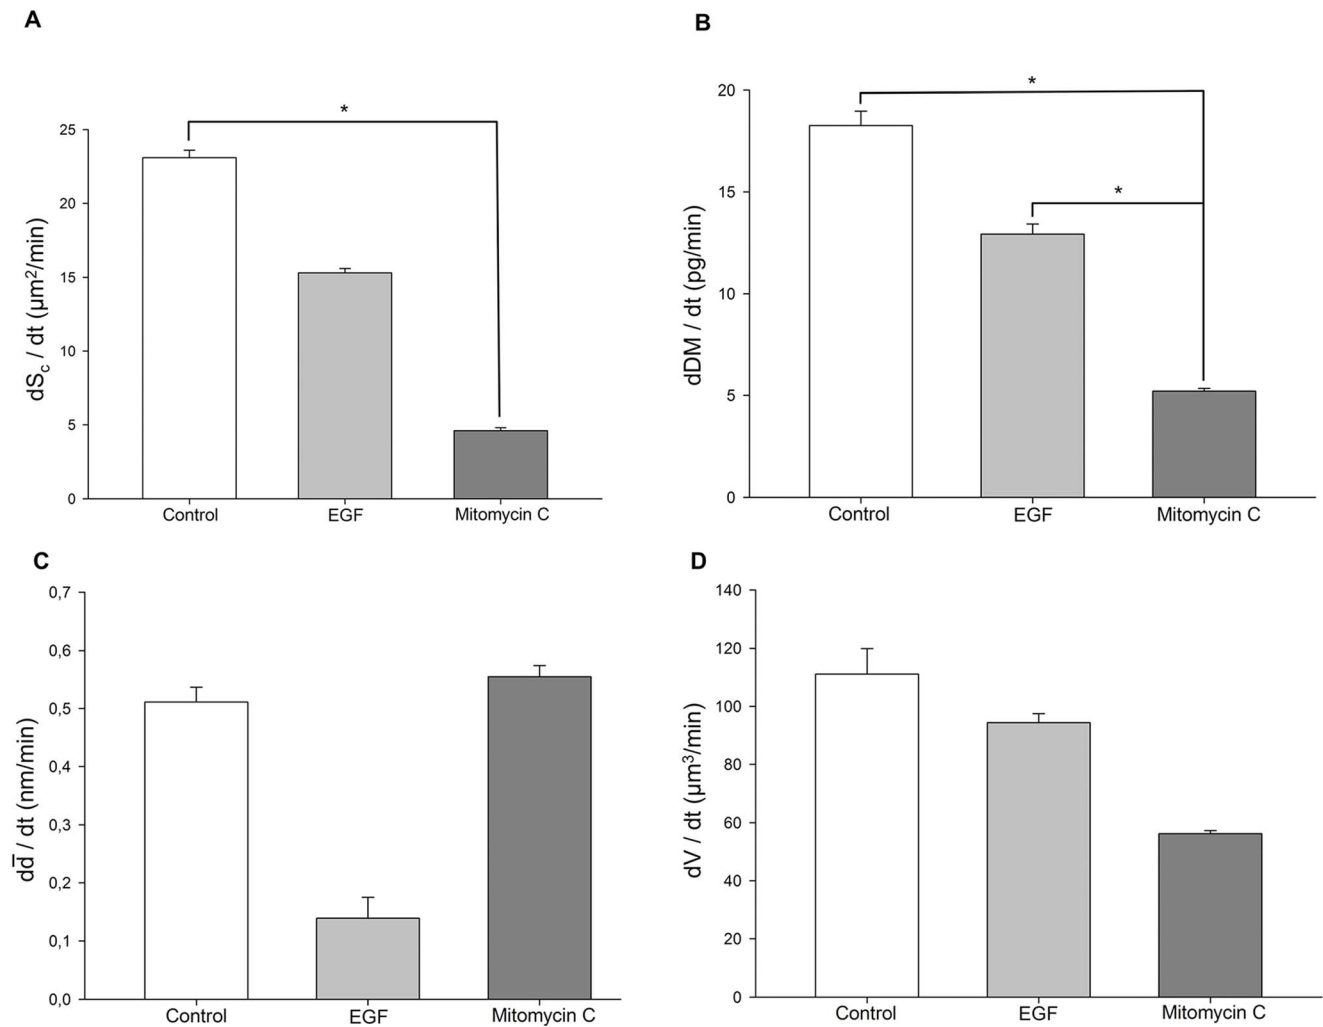 A
*
25
20
15
10
5
0
dSc / dt (µm²/min)
Control EGF Mitomycin C
B
*
*
20
15
10
5
0
dDM / dt (pg/min)
Control EGF Mitomycin C
C
0,7
0,6
0,5
0,4
0,3
0,2
0,1
0,0
dd̅ / dt (nm/min)
Control EGF Mitomycin C
D
140
120
100
80
60
40
20
0
dV / dt (µm³/min)
Control EGF Mitomycin C